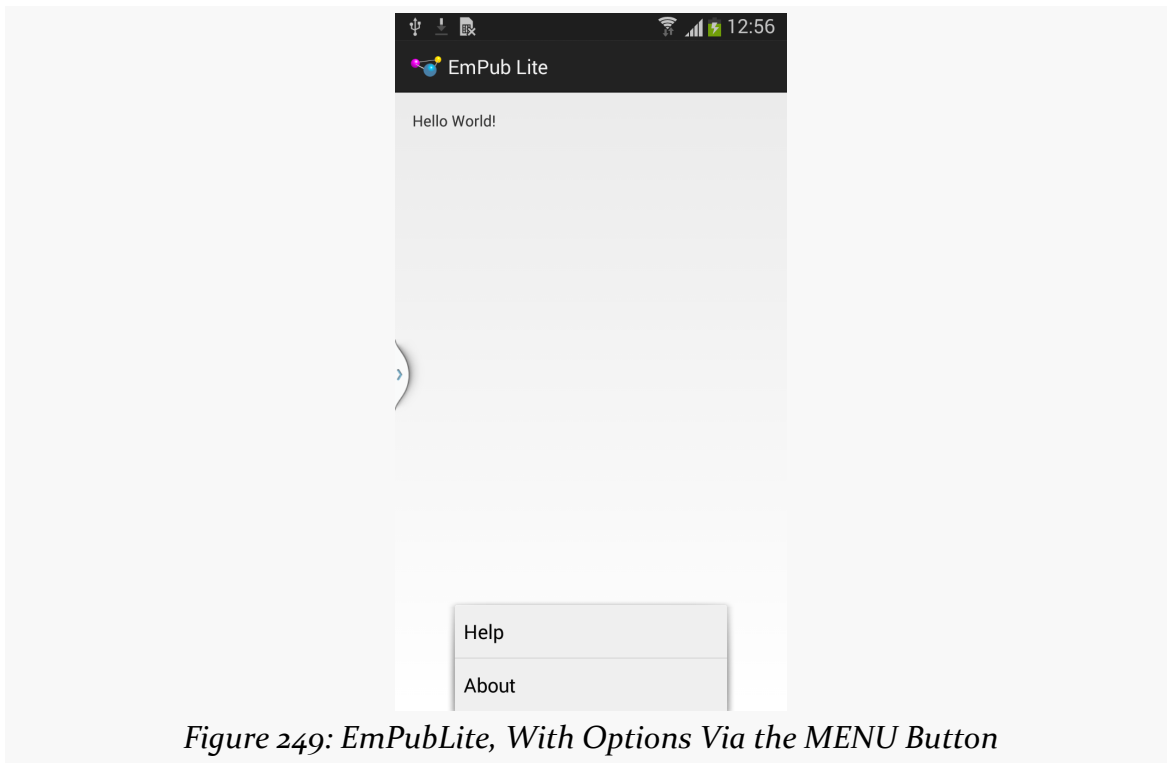 12:56
EmPub Lite
Hello World!
Help
About
Figure 249: EmPubLite, With Options Via the MENU Button